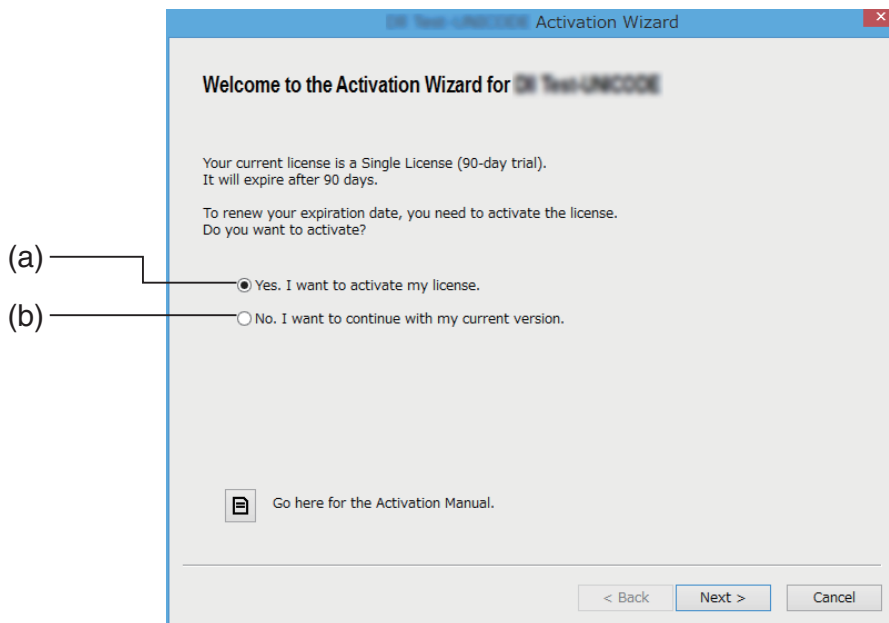 Activation Wizard
Welcome to the Activation Wizard for
Your current license is a Single License (90-day trial).
It will expire after 90 days.
To renew your expiration date, you need to activate the license.
Do you want to activate?
(a)
Yes. I want to activate my license.
(b)
No. I want to continue with my current version.
Go here for the Activation Manual.
< Back Next > Cancel